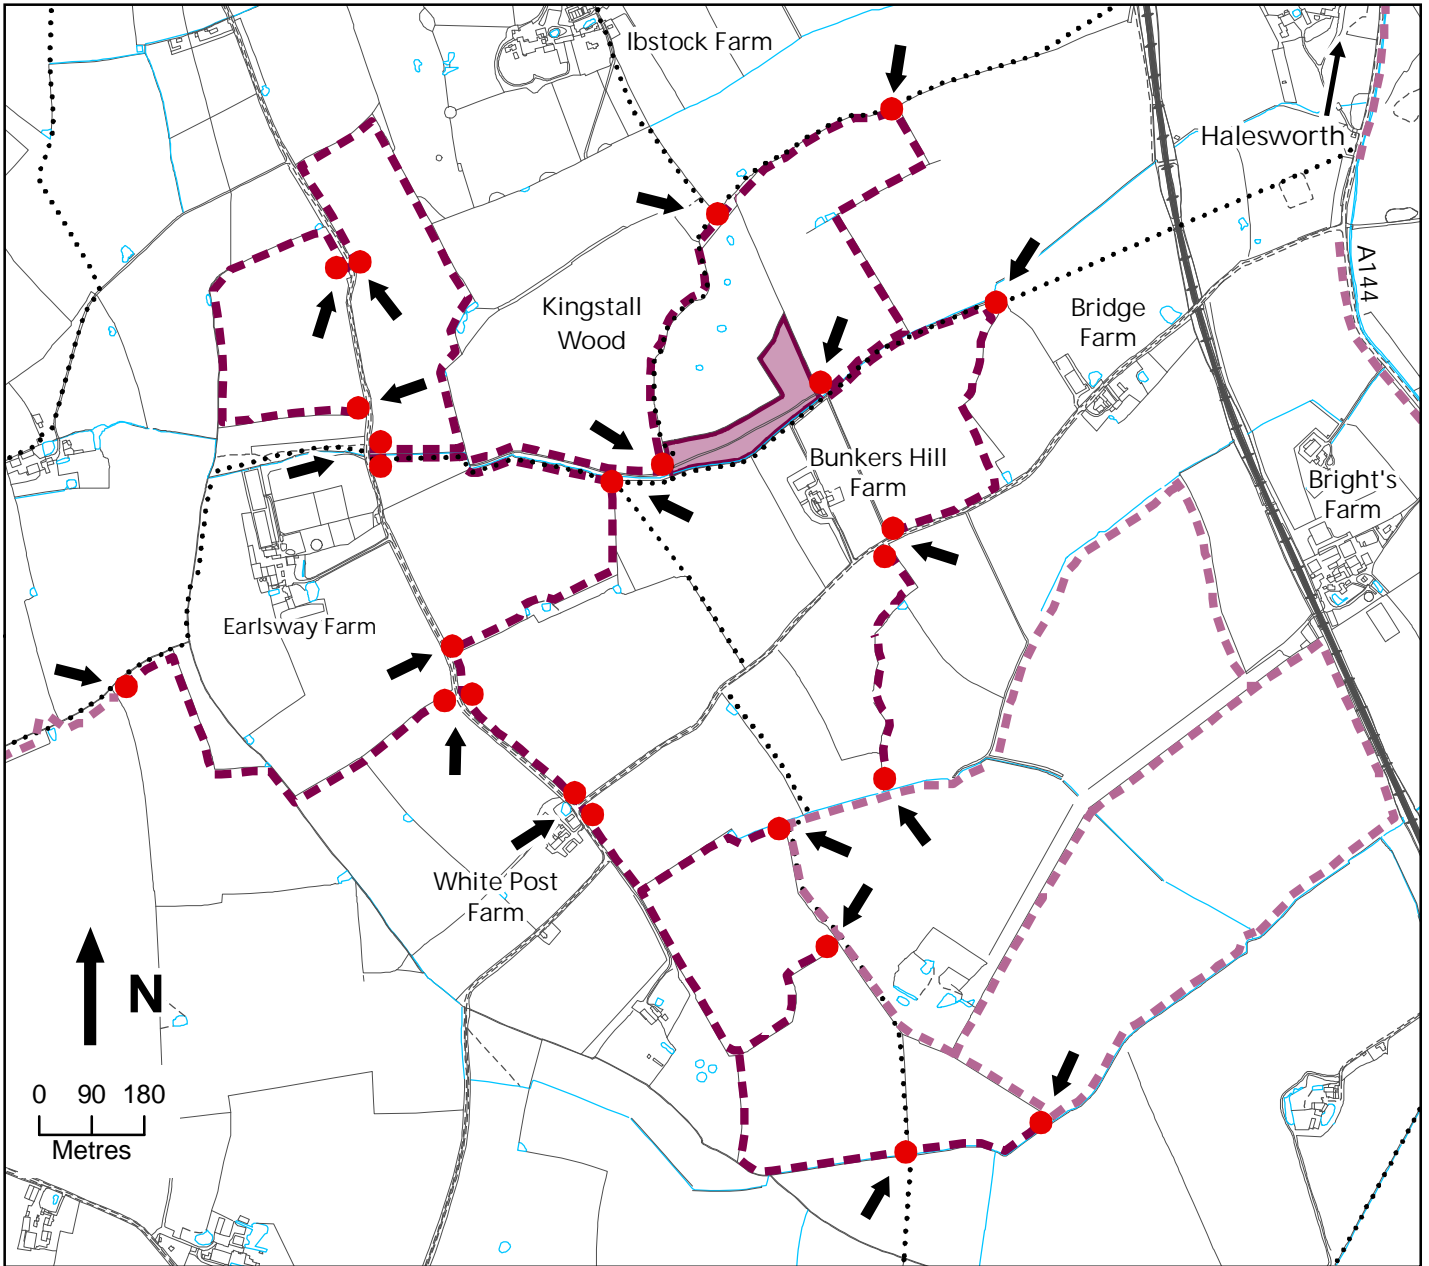 Ibstock Farm
Halesworth
A144
Kingstall
Wood
Bridge
Farm
Bunkers Hill
Farm
Bright's
Farm
Earlsway Farm
White Post
Farm
N
0 90 180
Metres